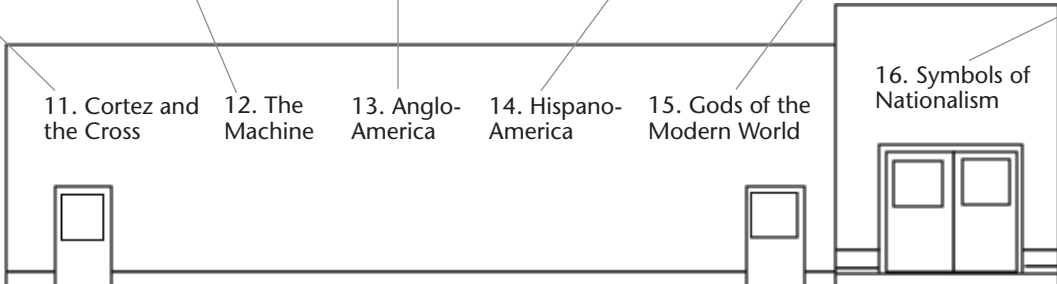 11. Cortez and
the Cross
12. The
Machine
13. Anglo-
America
14. Hispano-
America
15. Gods of the
Modern World
16. Symbols of
Nationalism